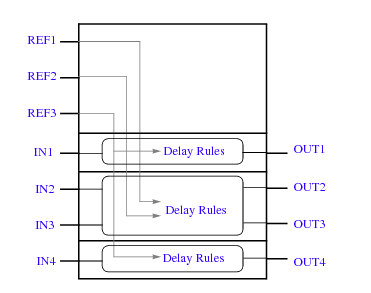 REF1
REF2
REF3
IN1 Delay Rules OUT1
IN2 OUT2
Delay Rules
IN3 OUT3
IN4 Delay Rules OUT4